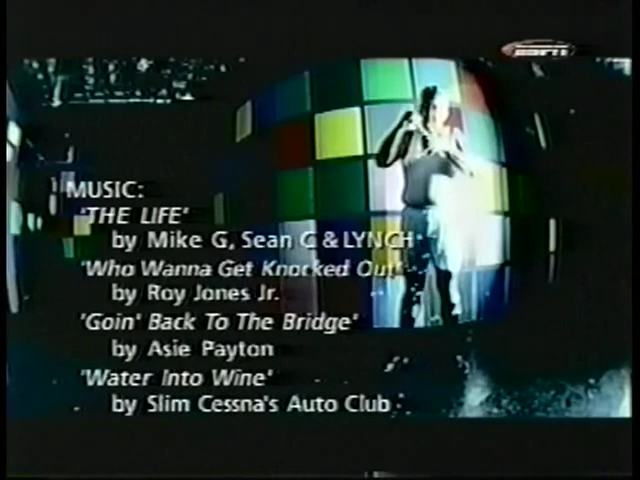 ESPN
MUSIC:
'THE LIFE'
by Mike G, Sean C & LYNCH
'Who Wanna Get Knocked Out'
by Roy Jones Jr.
'Goin' Back To The Bridge'
by Asie Payton
'Water Into Wine'
by Slim Cessna's Auto Club